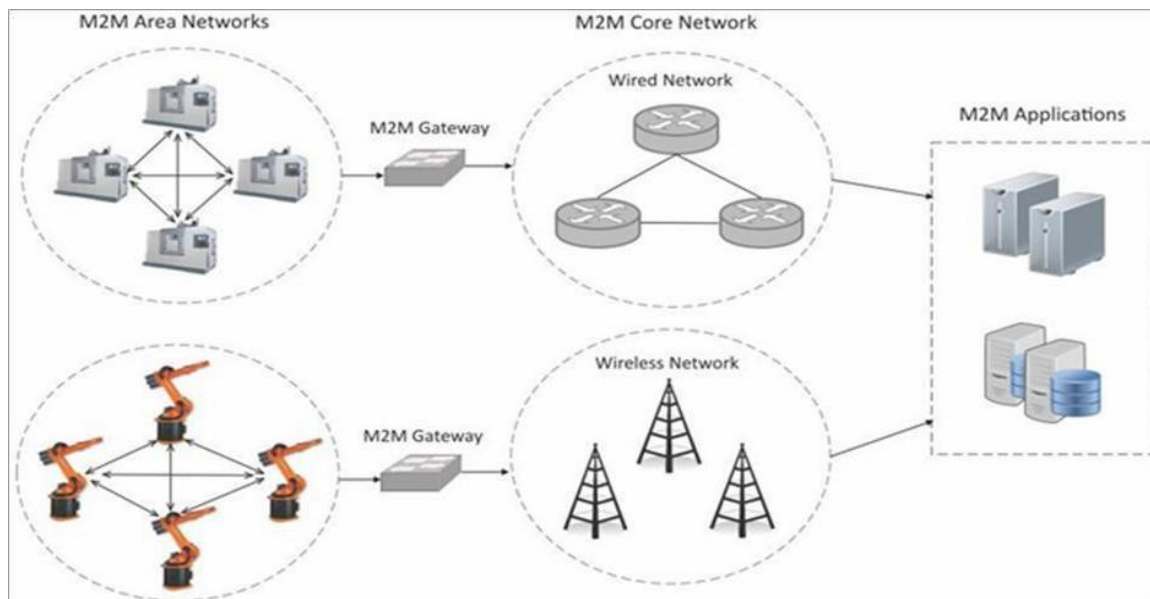 M2M Area Networks
M2M Core Network
Wired Network
M2M Gateway
M2M Applications
Wireless Network
M2M Gateway